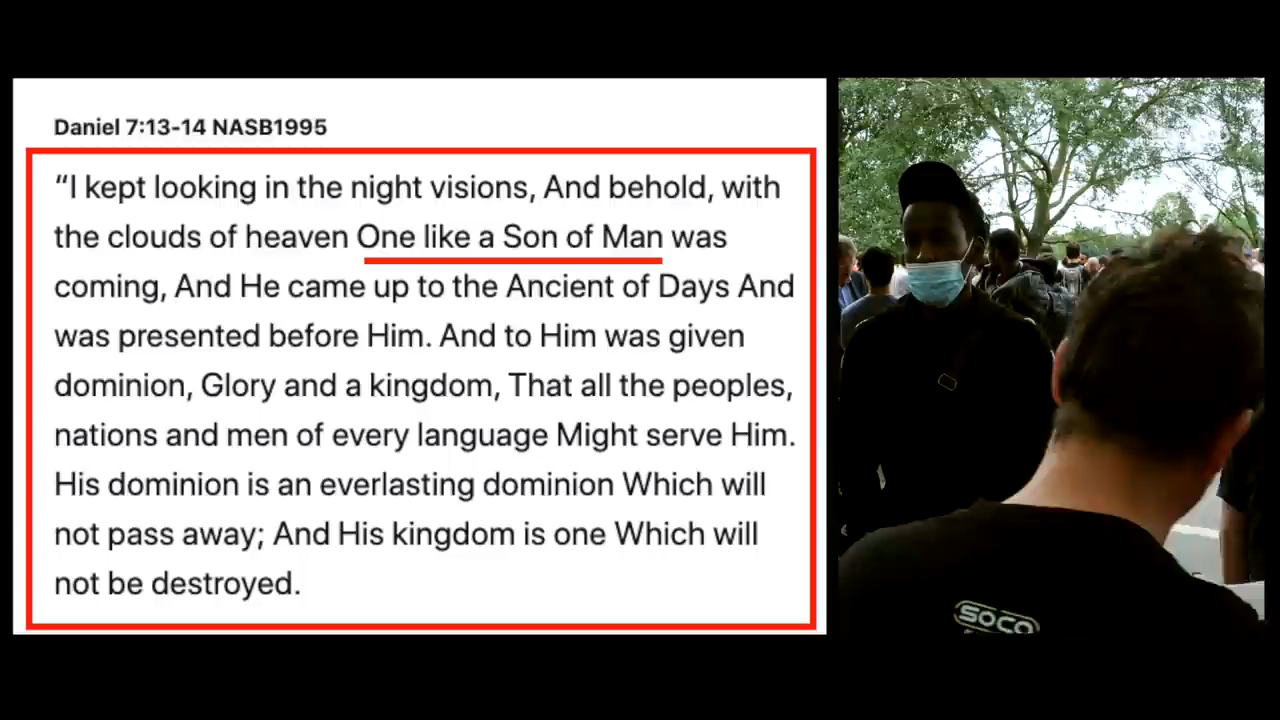 Daniel 7:13-14 NASB1995
“I kept looking in the night visions, And behold, with
the clouds of heaven One like a Son of Man was
coming, And He came up to the Ancient of Days And
was presented before Him. And to Him was given
dominion, Glory and a kingdom, That all the peoples,
nations and men of every language Might serve Him.
His dominion is an everlasting dominion Which will
not pass away; And His kingdom is one Which will
not be destroyed.
SOCO